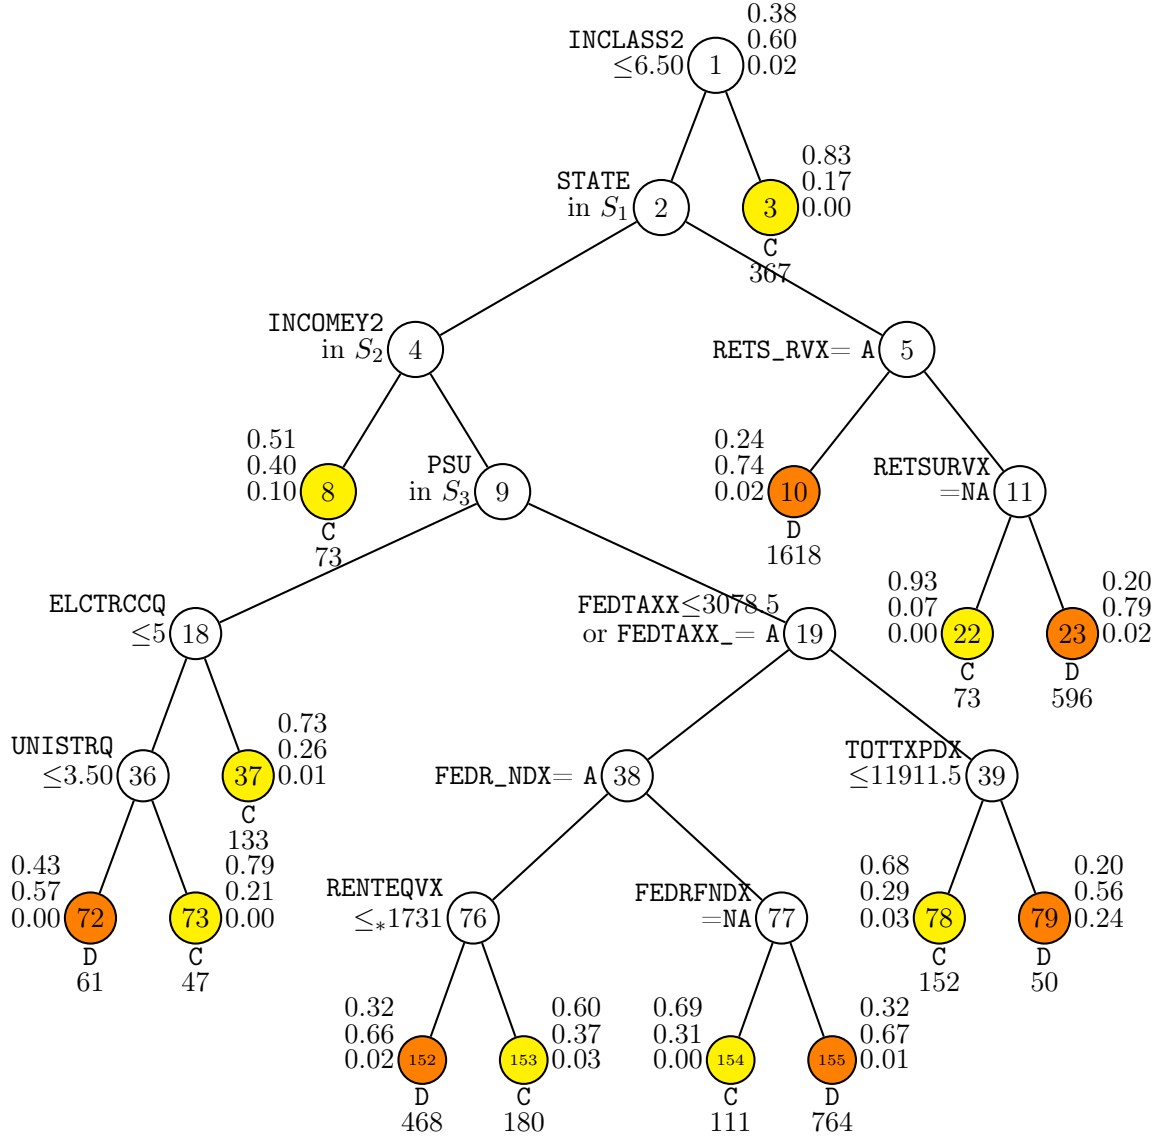 0.38
INCLASS2 0.60
≤6.50 1 0.02
0.83
STATE 0.17
in S1 2 3 0.00
C
367
INCOMEY2
in S2 4 RETS_RVX= A 5
0.51 0.24
0.40 PSU 0.74 RETSURVX
0.10 8 in S3 9 0.02 10 =NA 11
C D
73 1618
0.93 0.20
ELCTRCCQ FEDTAXX≤3078.5 0.07 0.79
≤5 18 or FEDTAXX_= A 19 0.00 22 23 0.02
C D
73 596
0.73
UNISTRQ 0.26 TOTTXPDX
≤3.50 36 37 0.01 FEDR_NDX= A 38 ≤11911.5 39
C
133
0.43 0.79 0.68 0.20
0.57 0.21 RENTEQVX FEDRFNDX 0.29 0.56
0.00 72 73 0.00 ≤*1731 76 =NA 77 0.03 78 79 0.24
D C C D
61 47 152 50
0.32 0.60 0.69 0.32
0.66 0.37 0.31 0.67
0.02 152 153 0.03 0.00 154 155 0.01
D C C D
468 180 111 764